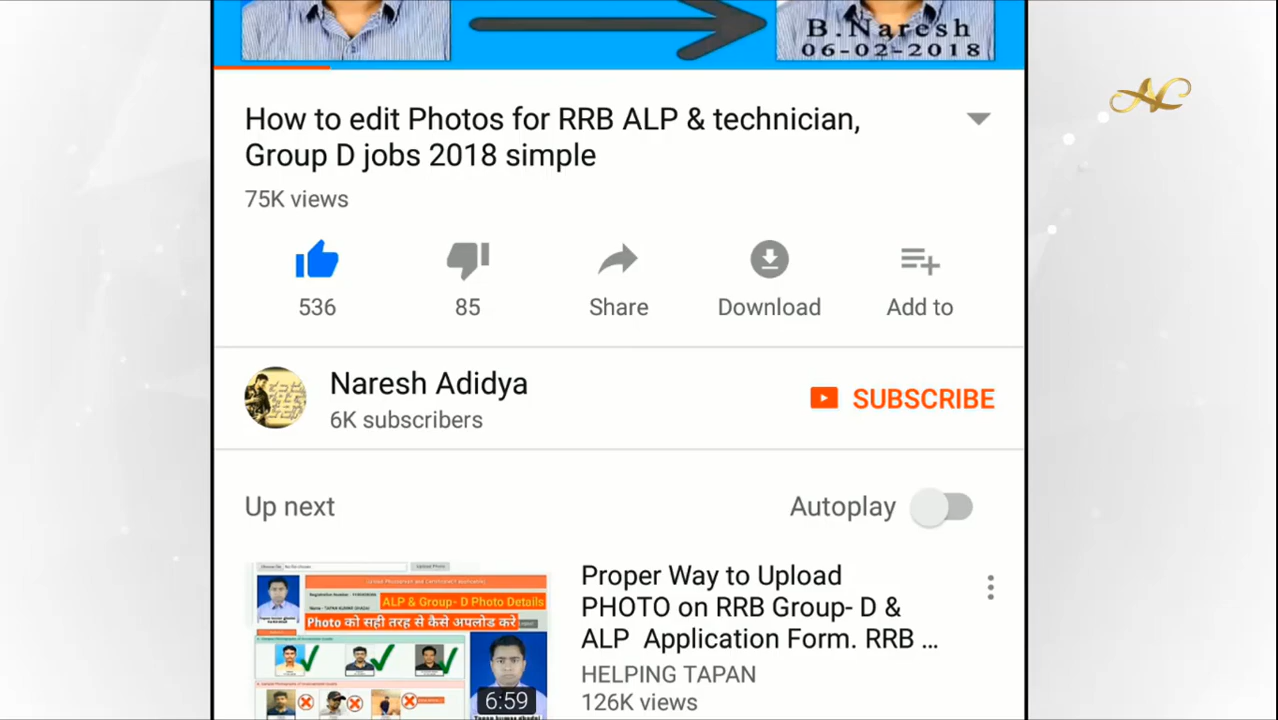 B.Naresh
06-02-2018
AC
How to edit Photos for RRB ALP & technician,
Group D jobs 2018 simple
75K views
536
85
Share
Download
Add to
Naresh Adidya
6K subscribers
SUBSCRIBE
Up next
Autoplay
Upload Photo
ALP & Group- D Photo Details
Photo को सही तरह से कैसे अपलोड करे
6:59
Proper Way to Upload
PHOTO on RRB Group- D &
ALP Application Form. RRB ...
HELPING TAPAN
126K views